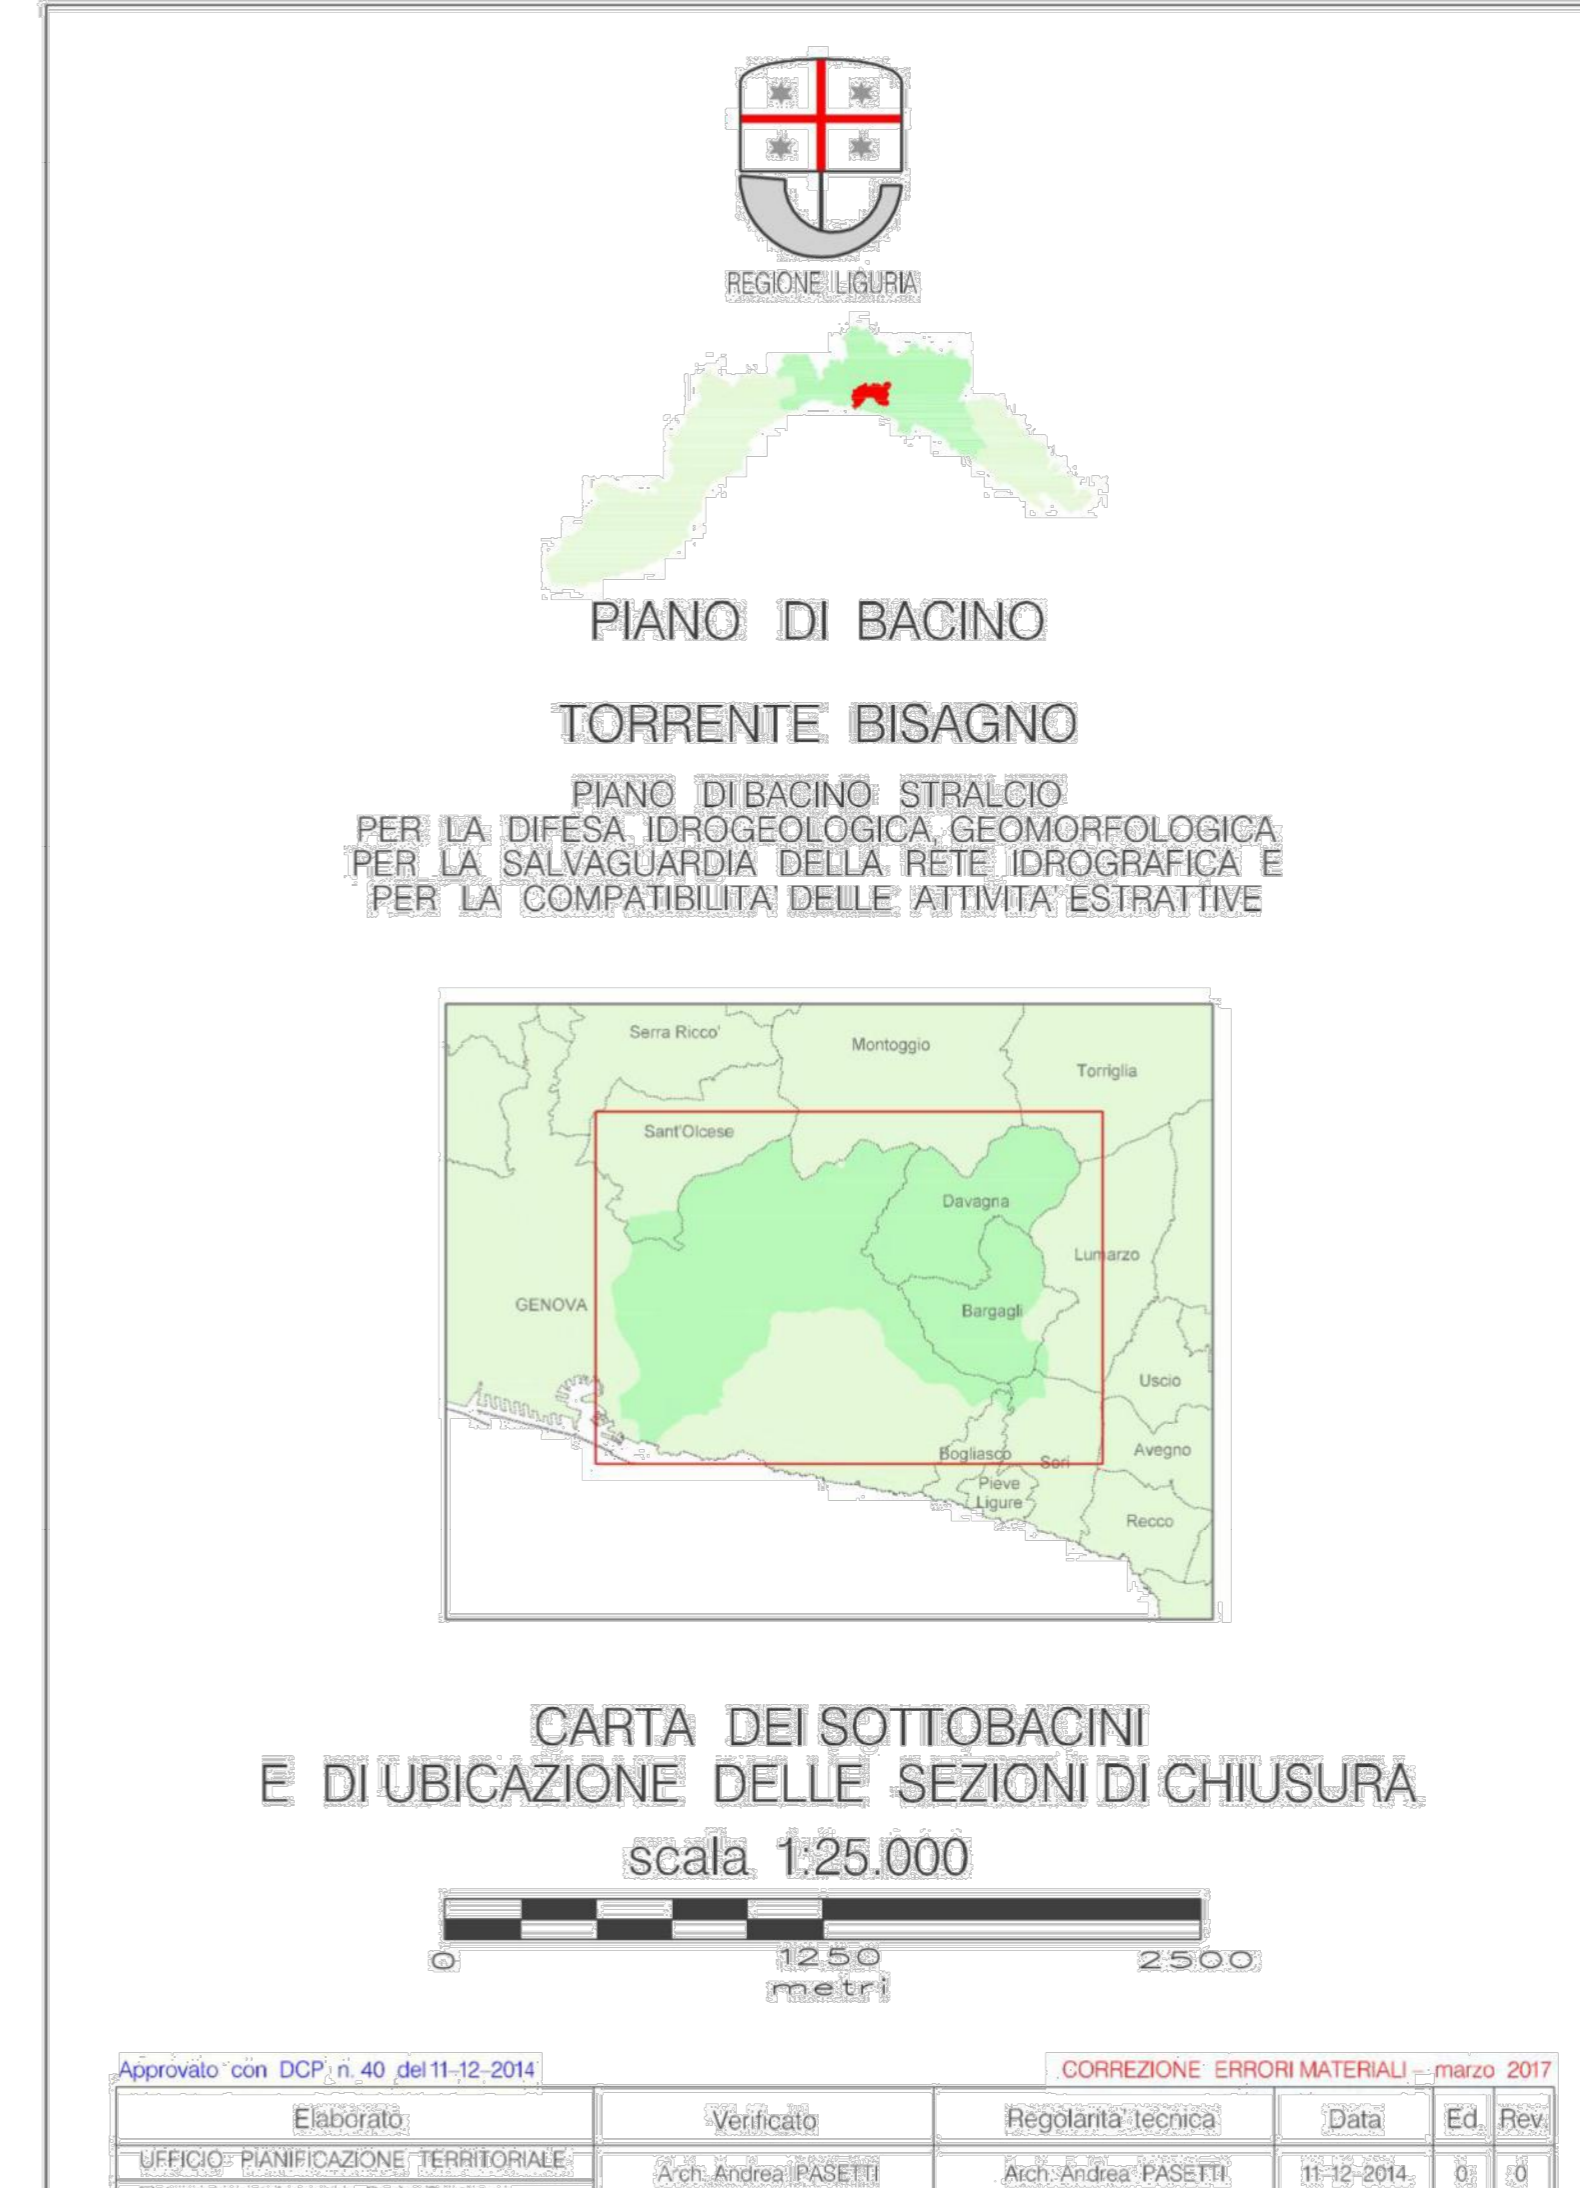 REGIONE LIGURIA
PIANO DI BACINO
TORRENTE BISAGNO
PIANO DI BACINO STRALCIO
PER LA DIFESA IDROGEOLOGICA, GEOMORFOLOGICA
PER LA SALVAGUARDIA DELLA RETE IDROGRAFICA E
PER LA COMPATIBILITA' DELLE ATTIVITA' ESTRATTIVE
Serra Ricco'
Montoggio
Torriglia
Sant'Olcese
Davagna
Lumarzo
GENOVA
Bargagli
Uscio
Bogliasco
Sori
Avegno
Pieve
Ligure
Recco
CARTA DEI SOTTOBACINI
E DI UBICAZIONE DELLE SEZIONI DI CHIUSURA
scala 1:25.000
0 1250 2500
metri
Approvato con DCP n. 40 del 11-12-2014 CORREZIONE ERRORI MATERIALI - marzo 2017
Elaborato Verificato Regolarita' tecnica Data Ed. Rev.
UFFICIO PIANIFICAZIONE TERRITORIALE
Arch. Andrea PASETTI Arch. Andrea PASETTI 11-12-2014 0 0